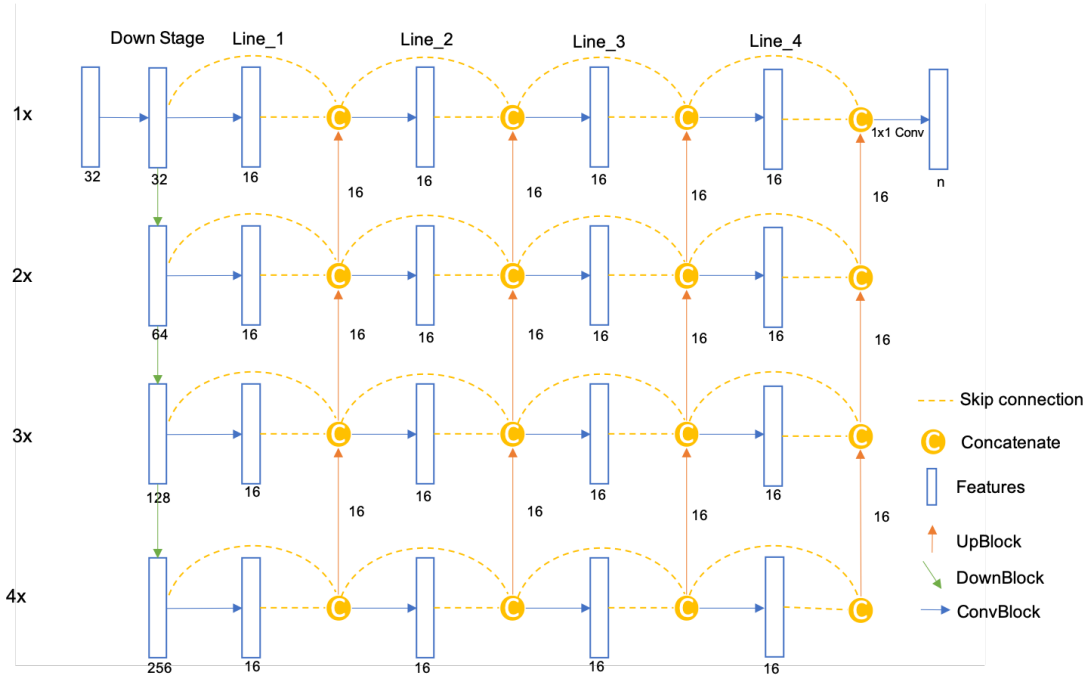 Down Stage
Line_1
Line_2
Line_3
Line_4
1x
C
C
C
C
1x1 Conv
32
32
16
16
16
16
n
16
16
16
16
2x
C
C
C
C
64
16
16
16
16
16
16
16
16
3x
C
C
C
C
128
16
16
16
16
16
16
16
16
4x
C
C
C
C
256
16
16
16
16
Skip connection
C
Concatenate
Features
UpBlock
DownBlock
ConvBlock